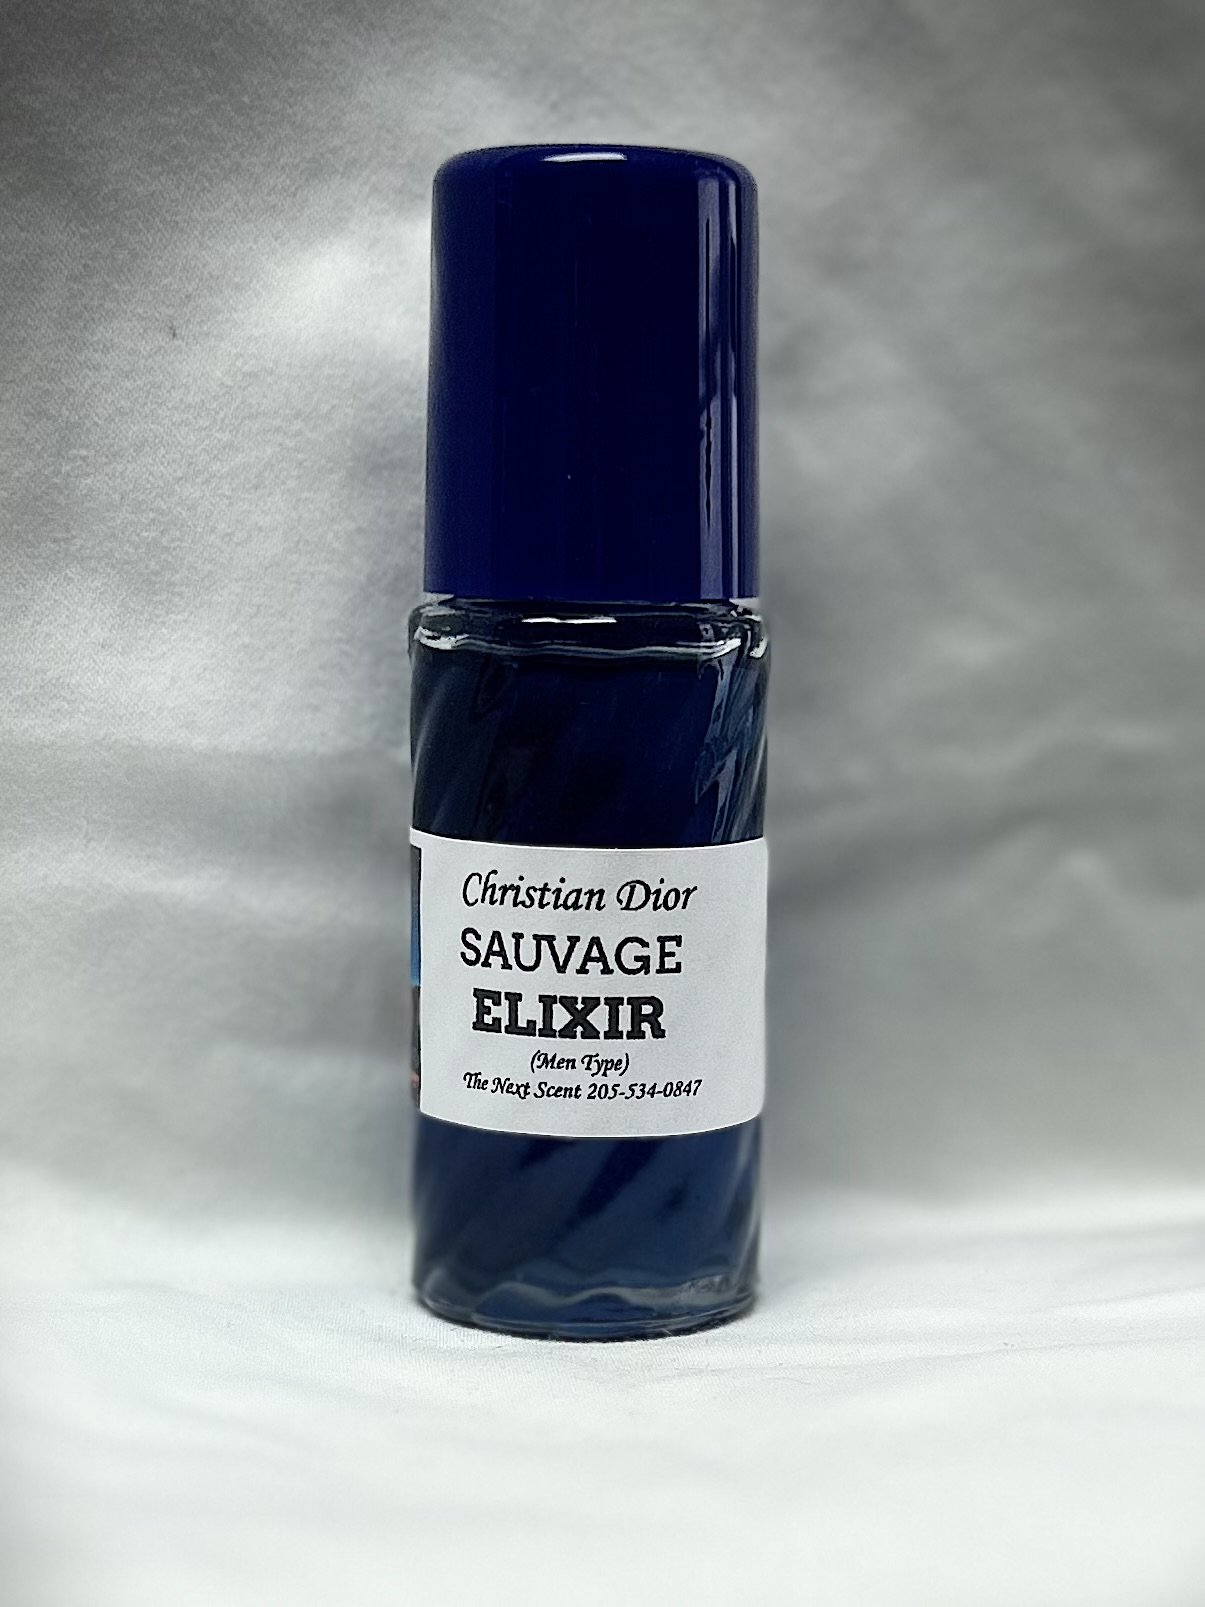 Christian Dior
SAUVAGE
ELIXIR
(Men Type)
The Next Scent 205-534-0847